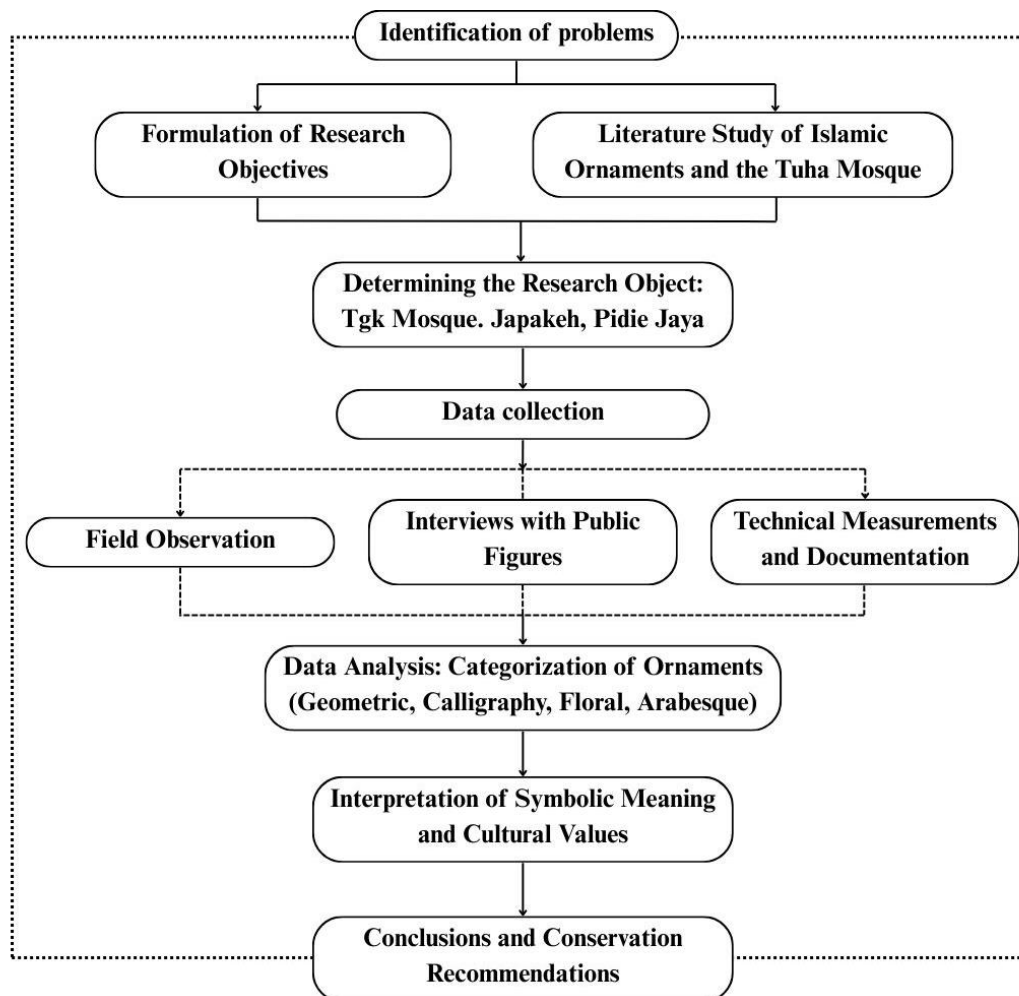 Identification of problems
Formulation of Research
Objectives
Literature Study of Islamic
Ornaments and the Tuha Mosque
Determining the Research Object:
Tgk Mosque. Japakeh, Pidie Jaya
Data collection
Field Observation
Interviews with Public
Figures
Technical Measurements
and Documentation
Data Analysis: Categorization of Ornaments
(Geometric, Calligraphy, Floral, Arabesque)
Interpretation of Symbolic Meaning
and Cultural Values
Conclusions and Conservation
Recommendations